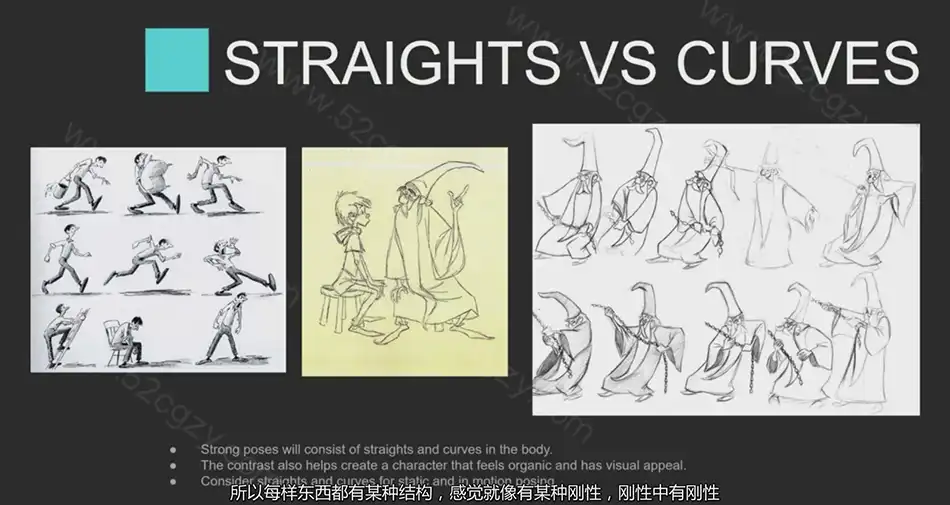 STRAIGHTS VS CURVES
www.52cgzy.com
Strong poses will consist of straights and curves in the body.
The contrast also helps create a character that feels organic and has visual appeal.
Consider straights and curves for static and in motion posing
所以每样东西都有某种结构，感觉就像有某种刚性，刚性中有刚性